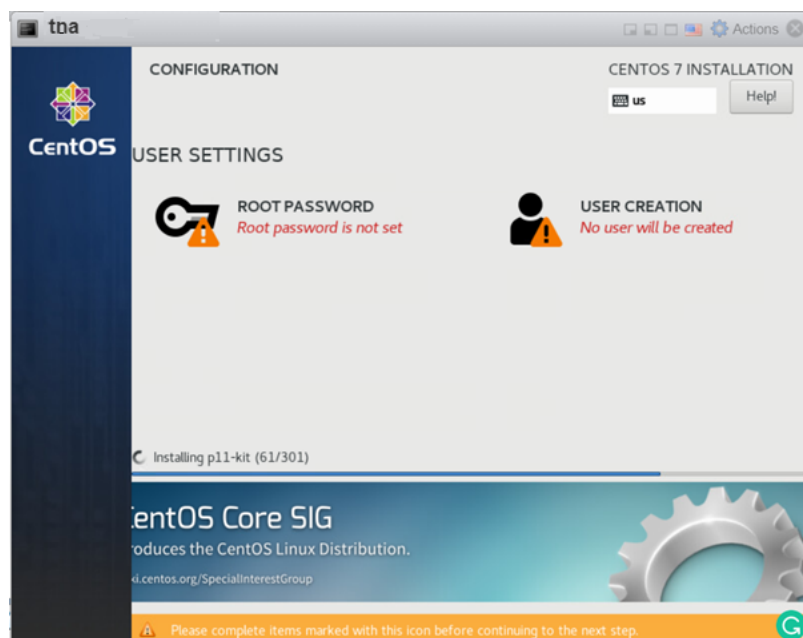 tna
Actions
CONFIGURATION
CENTOS 7 INSTALLATION
us
Help!
CentOS
USER SETTINGS
ROOT PASSWORD
Root password is not set
USER CREATION
No user will be created
Installing p11-kit (61/301)
CentOS Core SIG
roduces the CentOS Linux Distribution.
ki.centos.org/SpecialInterestGroup
Please complete items marked with this icon before continuing to the next step.